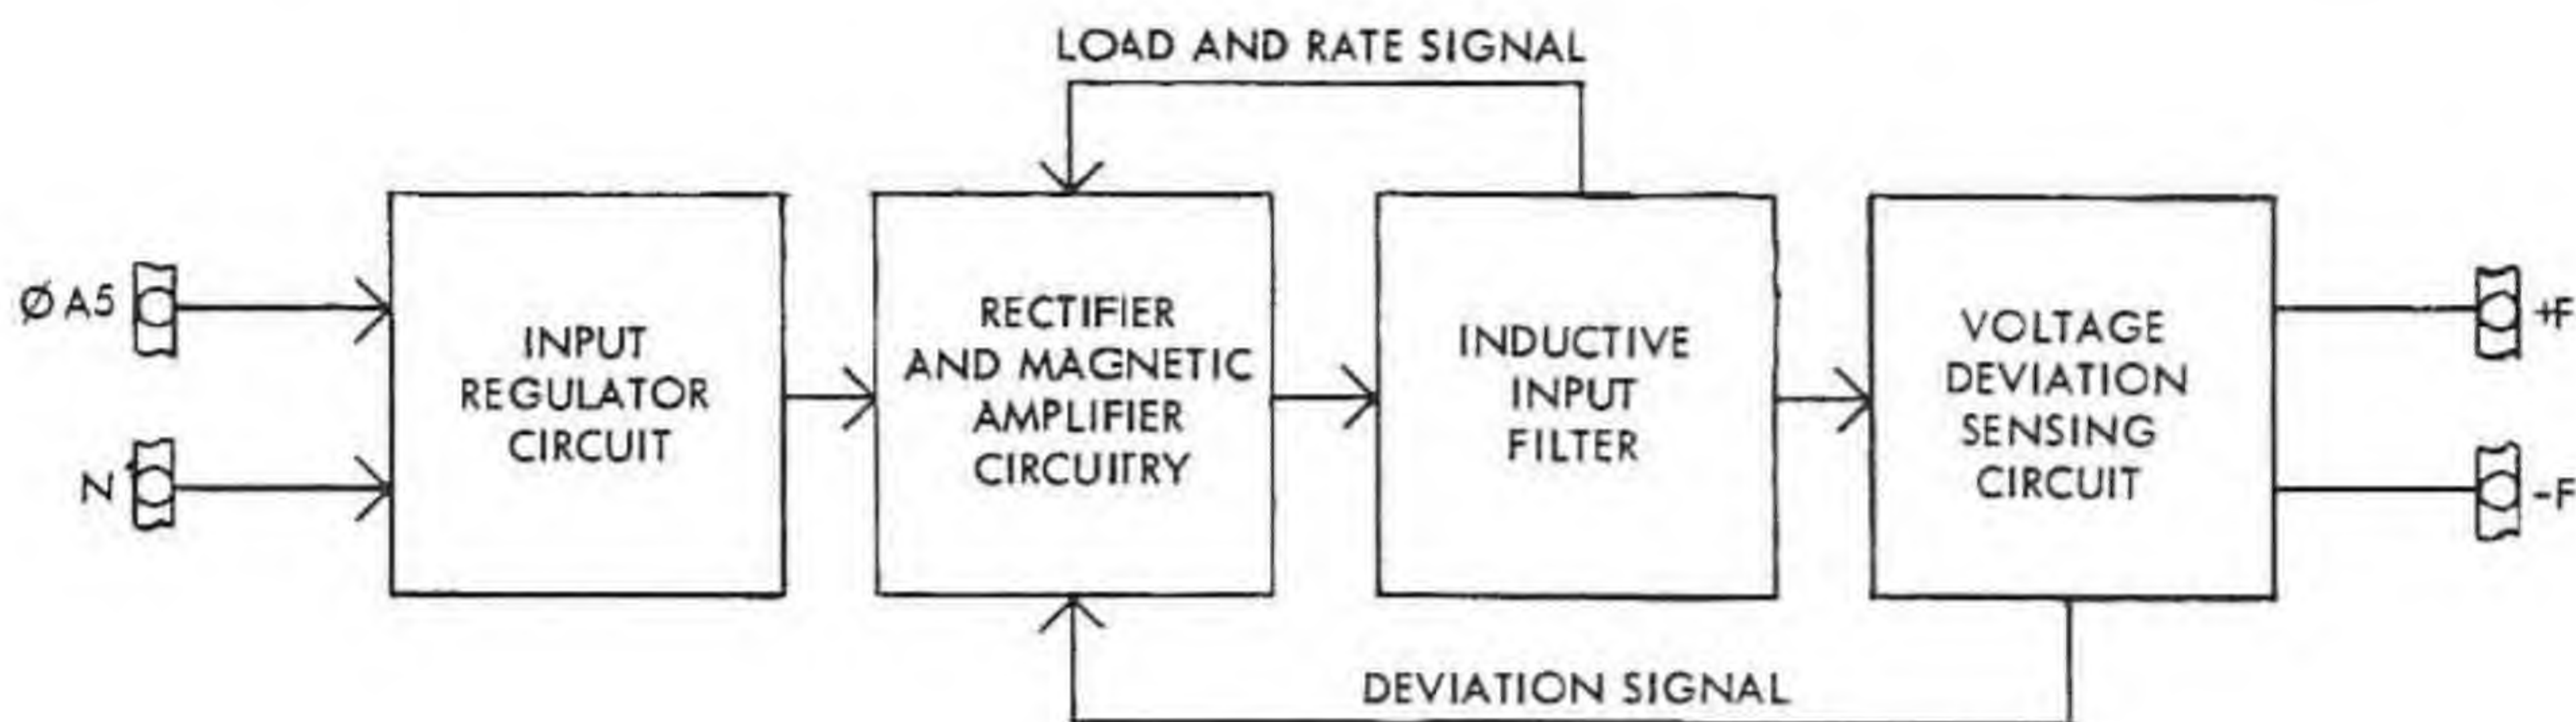 LOAD AND RATE SIGNAL
ØA5
N
INPUT
REGULATOR
CIRCUIT
RECTIFIER
AND MAGNETIC
AMPLIFIER
CIRCUITRY
INDUCTIVE
INPUT
FILTER
VOLTAGE
DEVIATION
SENSING
CIRCUIT
+F
-F
DEVIATION SIGNAL